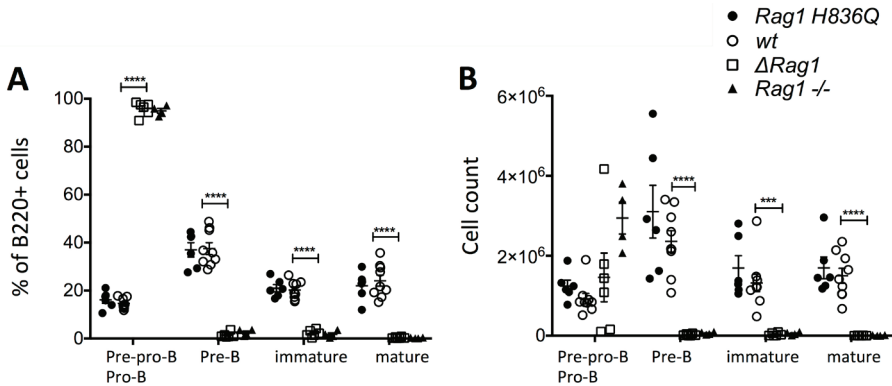 Rag1 H836Q
wt
ΔRag1
Rag1 -/-
A
% of B220+ cells
100
80
60
40
20
0
****
****
****
****
Pre-pro-B
Pro-B
Pre-B
immature
mature
B
Cell count
6×10⁶
4×10⁶
2×10⁶
0
****
***
****
Pre-pro-B
Pro-B
Pre-B
immature
mature